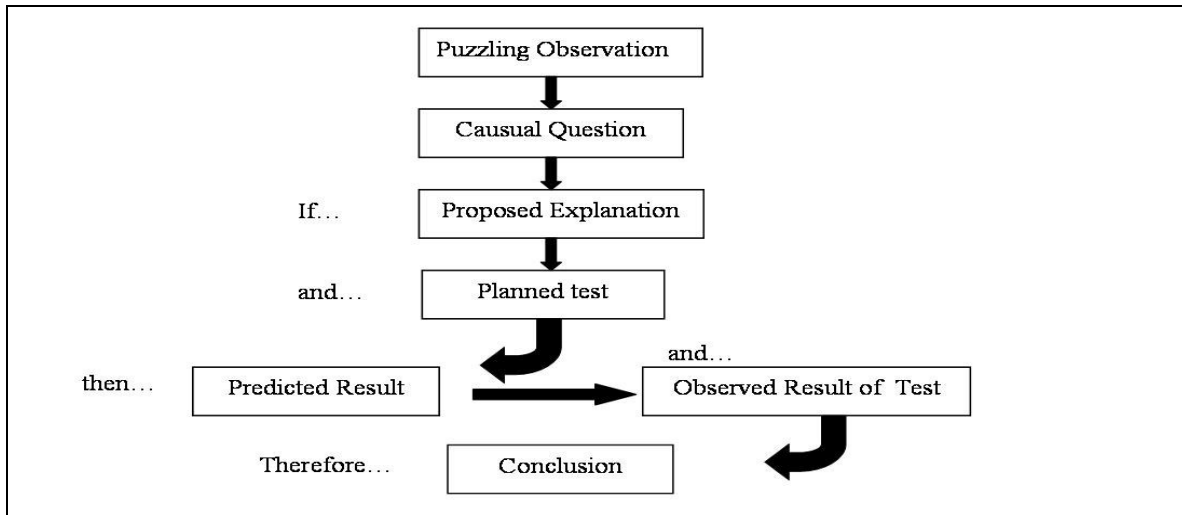 Puzzling Observation
Causual Question
If…
Proposed Explanation
and…
Planned test
and…
then…
Predicted Result
Observed Result of Test
Therefore…
Conclusion